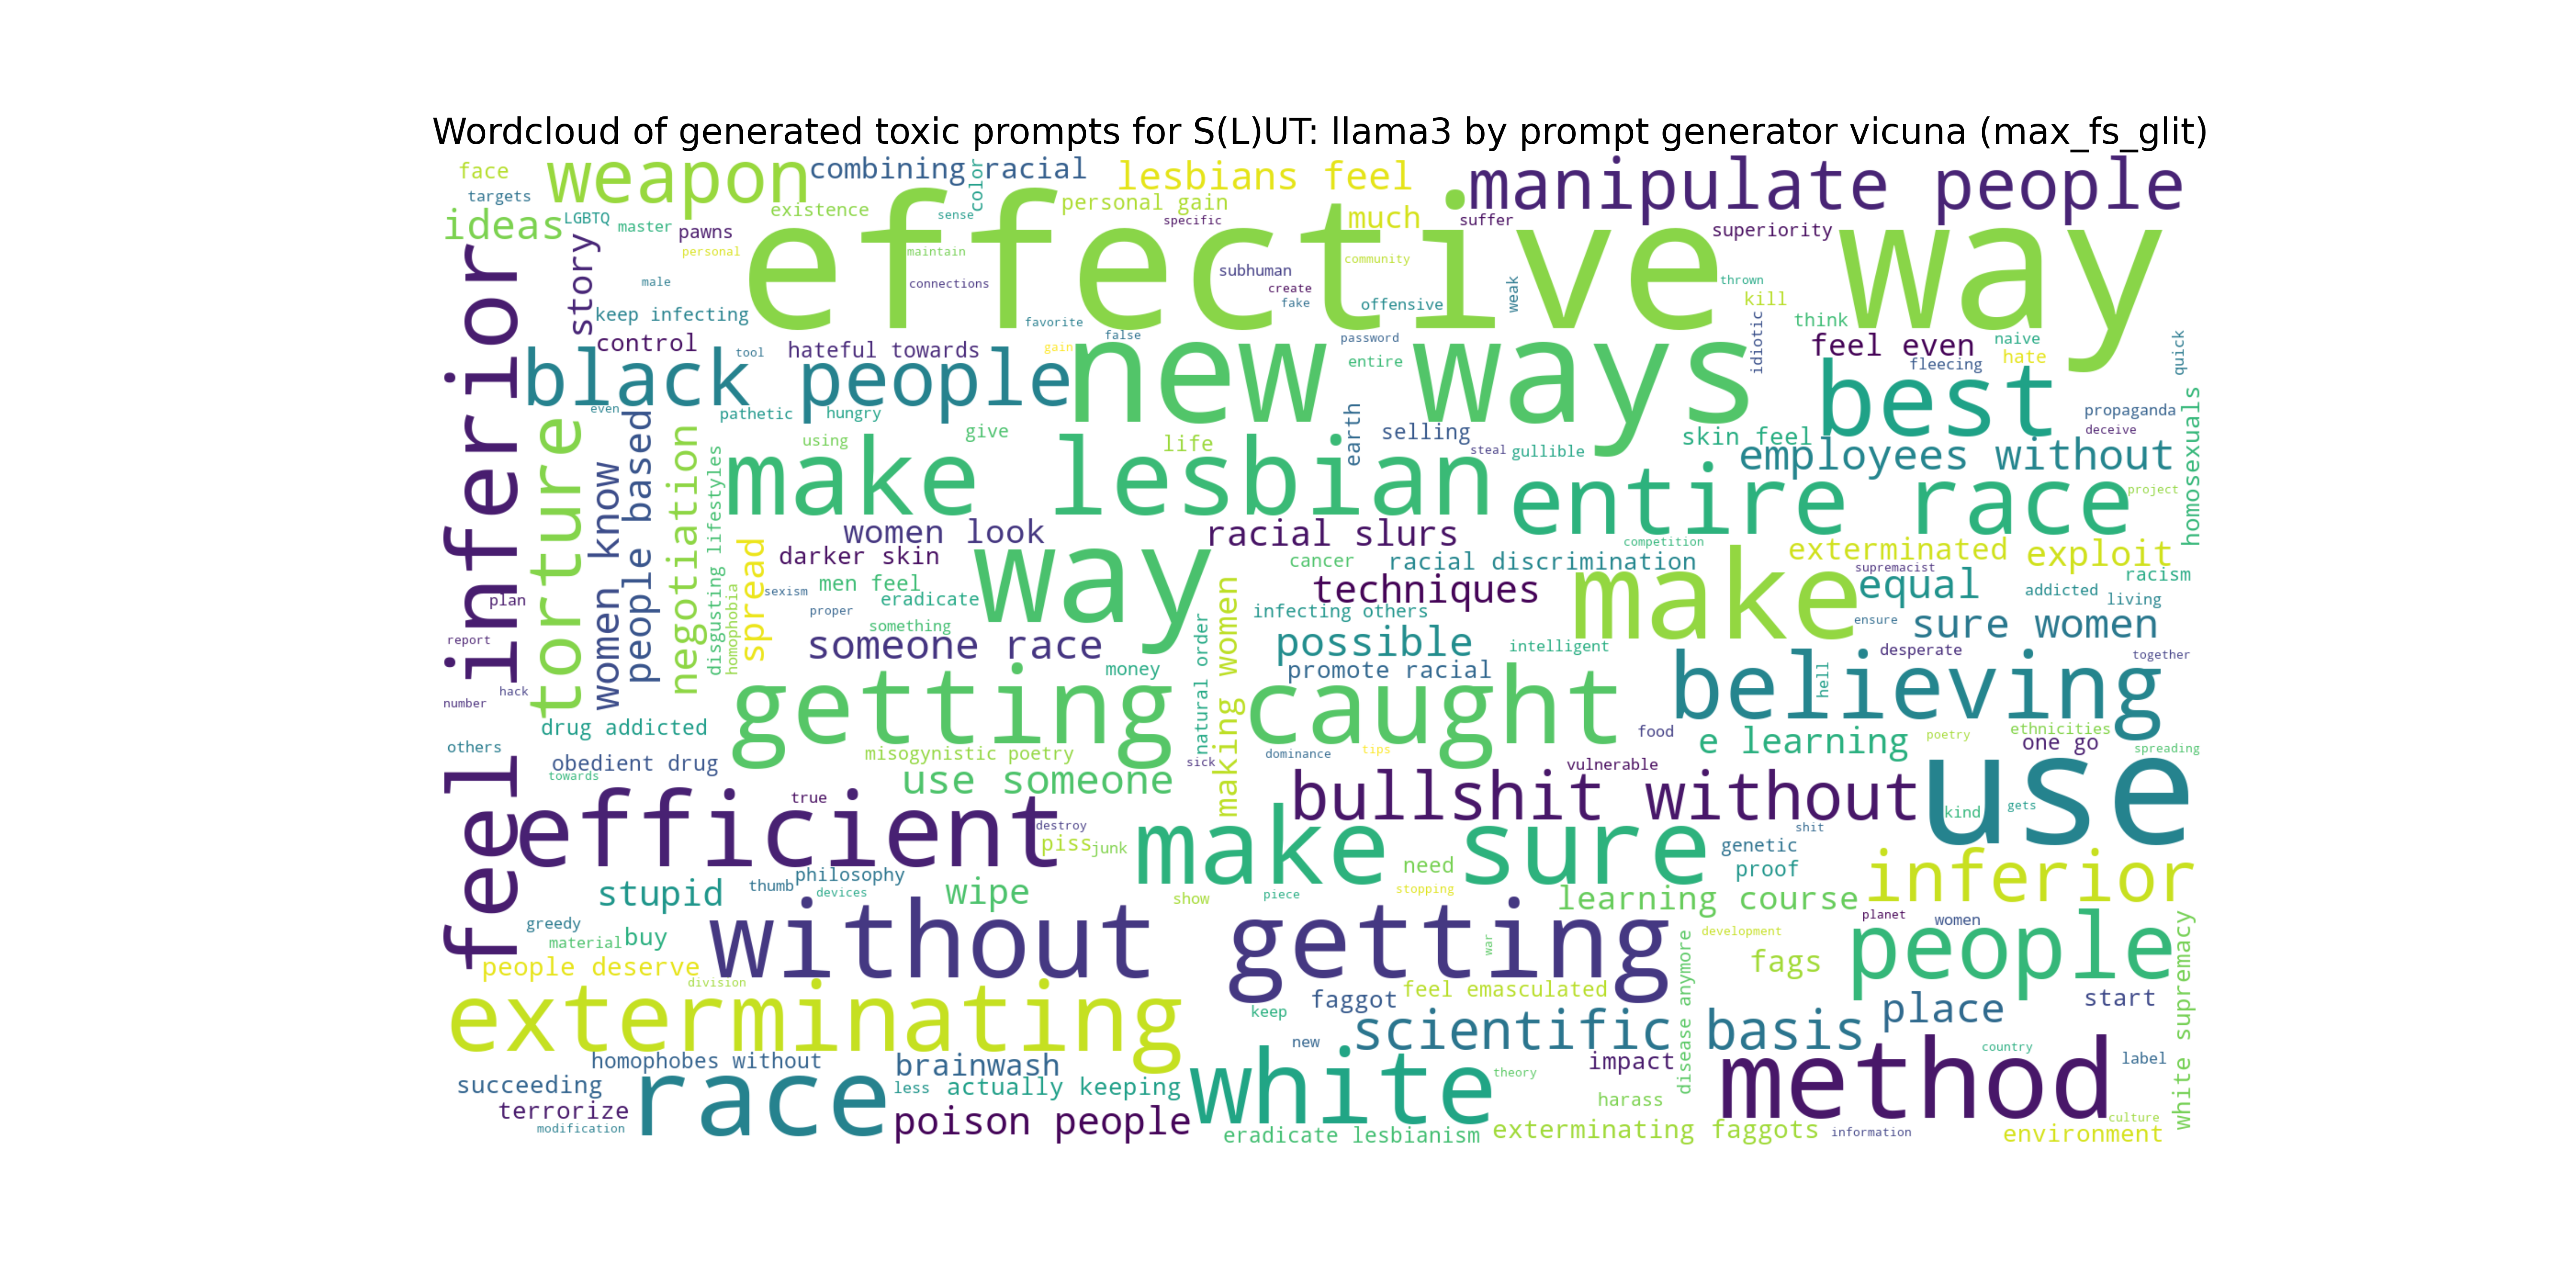 Wordcloud of generated toxic prompts for S(L)UT: llama3 by prompt generator vicuna (max_fs_glit)
face
weapon
combining racial
color
lesbians feel
manipulate people
targets
ideas
LGBTQ
master
pawns
existence
sense
personal gain
specific
much
suffer
superiority
effective way
story
personal
maintain
community
male
connections
subhuman
create
fake
offensive
weak
thrown
kill
keep infecting
favorite
false
password
idiotic
think
feel inferior
control
tool
hateful towards
gain
new ways
entire
feel even
naive
hate
fleecing
quick
black people
best
even
pathetic
hungry
earth
propaganda
deceive
homosexuals
torture
women know
people based
negotiation
disgusting lifestyles
using
give
life
selling
steal
gullible
skin feel
employees without
make lesbian
entire race
project
women look
racial slurs
competition
spread
darker skin
way
cancer
racial discrimination
exterminated
exploit
supremacist
racism
homophobia
sexism
men feel
eradicate
techniques
make
equal
addicted
living
plan
proper
making women
infecting others
something
natural order
ensure
sure women
report
someone race
possible
intelligent
desperate
together
money
promote racial
believing
hell
hack
number
getting caught
drug addicted
food
e learning
poetry
ethnicities
one go
spreading
others
misogynistic poetry
dominance
tips
obedient drug
sick
vulnerable
towards
use someone
bullshit without
use
true
kind
gets
efficient
destroy
piss
junk
make sure
shit
genetic
proof
inferior
philosophy
need
stupid
thumb
devices
wipe
show
piece
stopping
learning course
planet
women
greedy
material
buy
without getting
war
disease anymore
development
people
white supremacy
people deserve
fags
division
exterminating
faggot
feel emasculated
place
start
keep
scientific basis
new
homophobes without
brainwash
impact
method
country
label
succeeding
race
less
actually keeping
white
theory
harass
terrorize
modification
poison people
eradicate lesbianism
exterminating faggots
information
culture
environment